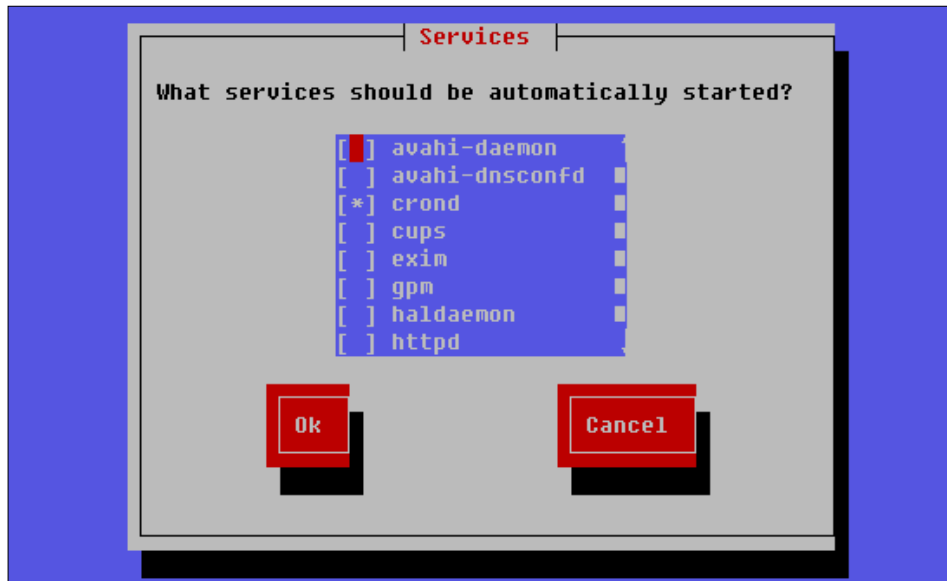 Services
What services should be automatically started?
[ ] avahi-daemon
[ ] avahi-dnsconfd
[*] crond
[ ] cups
[ ] exim
[ ] gpm
[ ] haldaemon
[ ] httpd
Ok Cancel